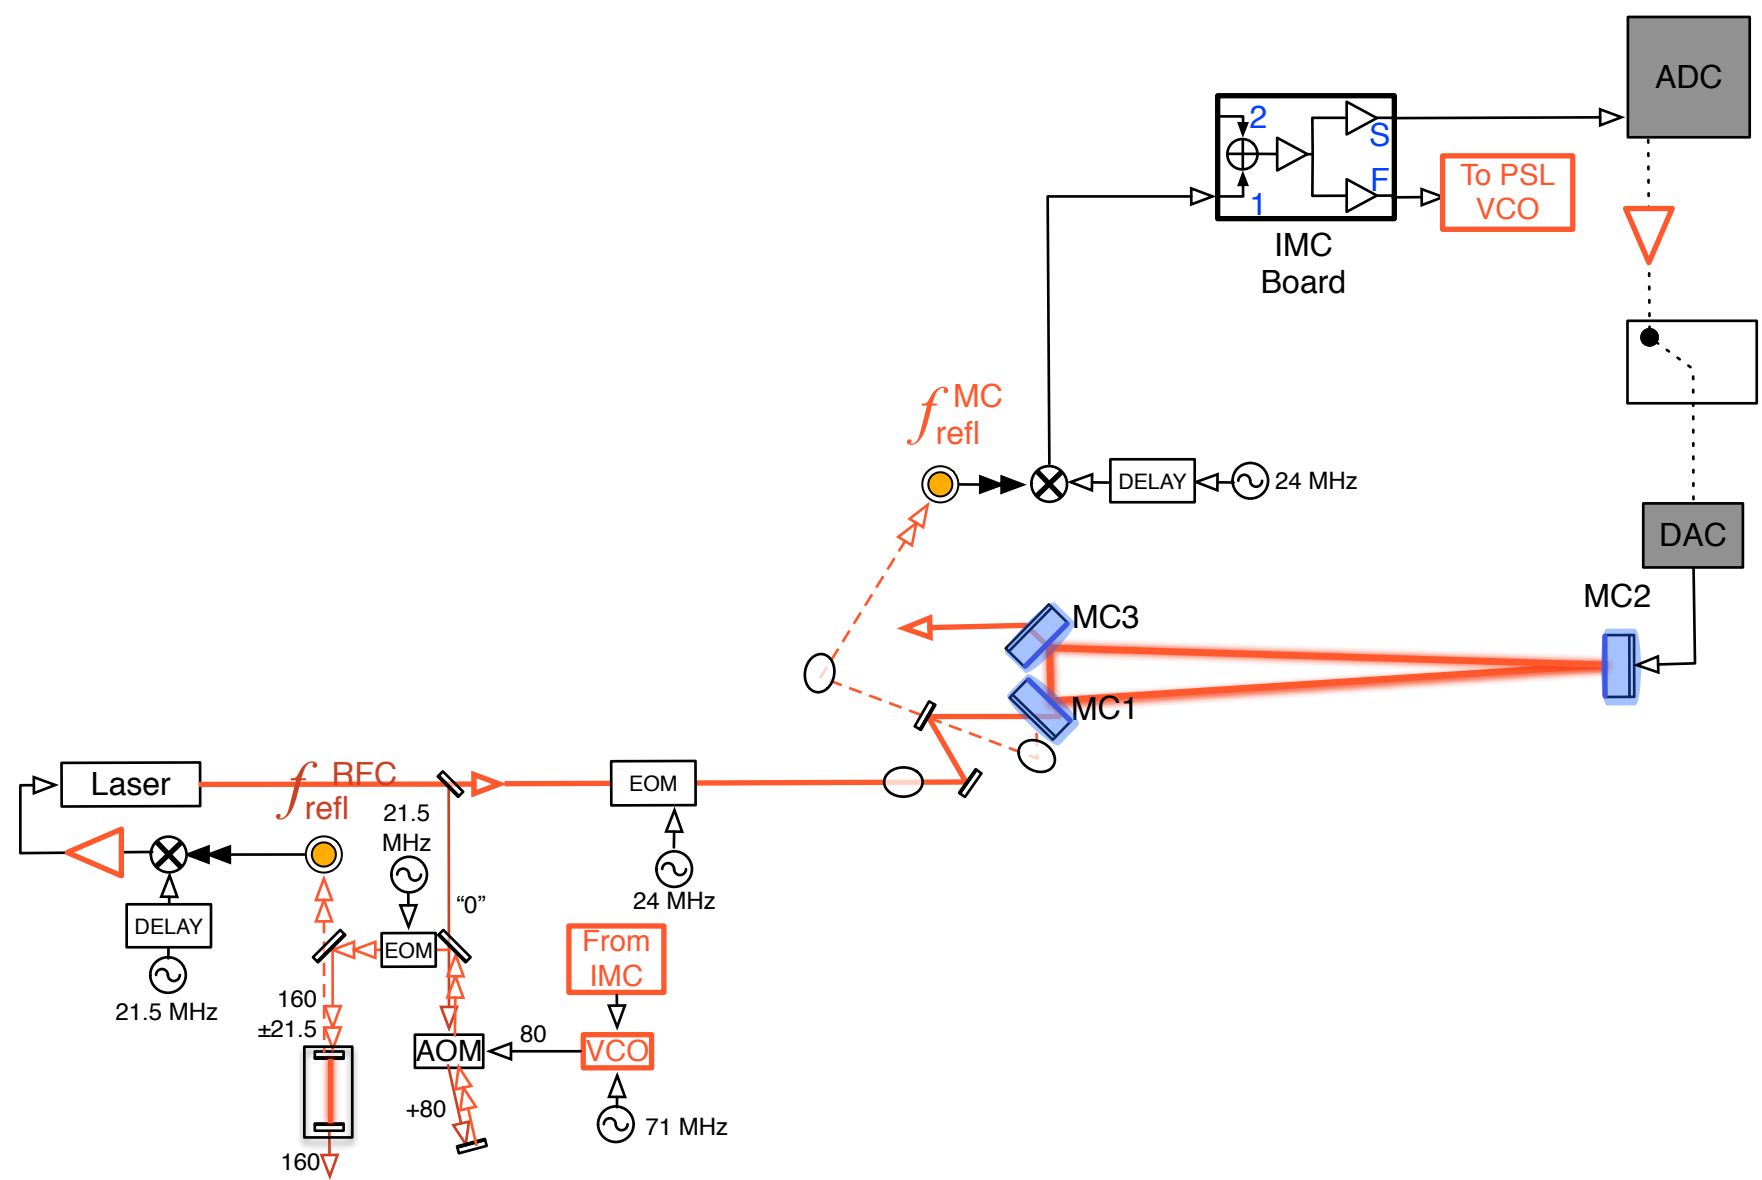 ADC
2
S
To PSL
VCO
F
1
IMC
Board
f MC
refl
DELAY
24 MHz
DAC
MC2
MC3
MC1
Laser
f RFC
refl
EOM
21.5
MHz
24 MHz
"0"
DELAY
EOM
From
IMC
21.5 MHz
160
±21.5
AOM
80
VCO
+80
71 MHz
160